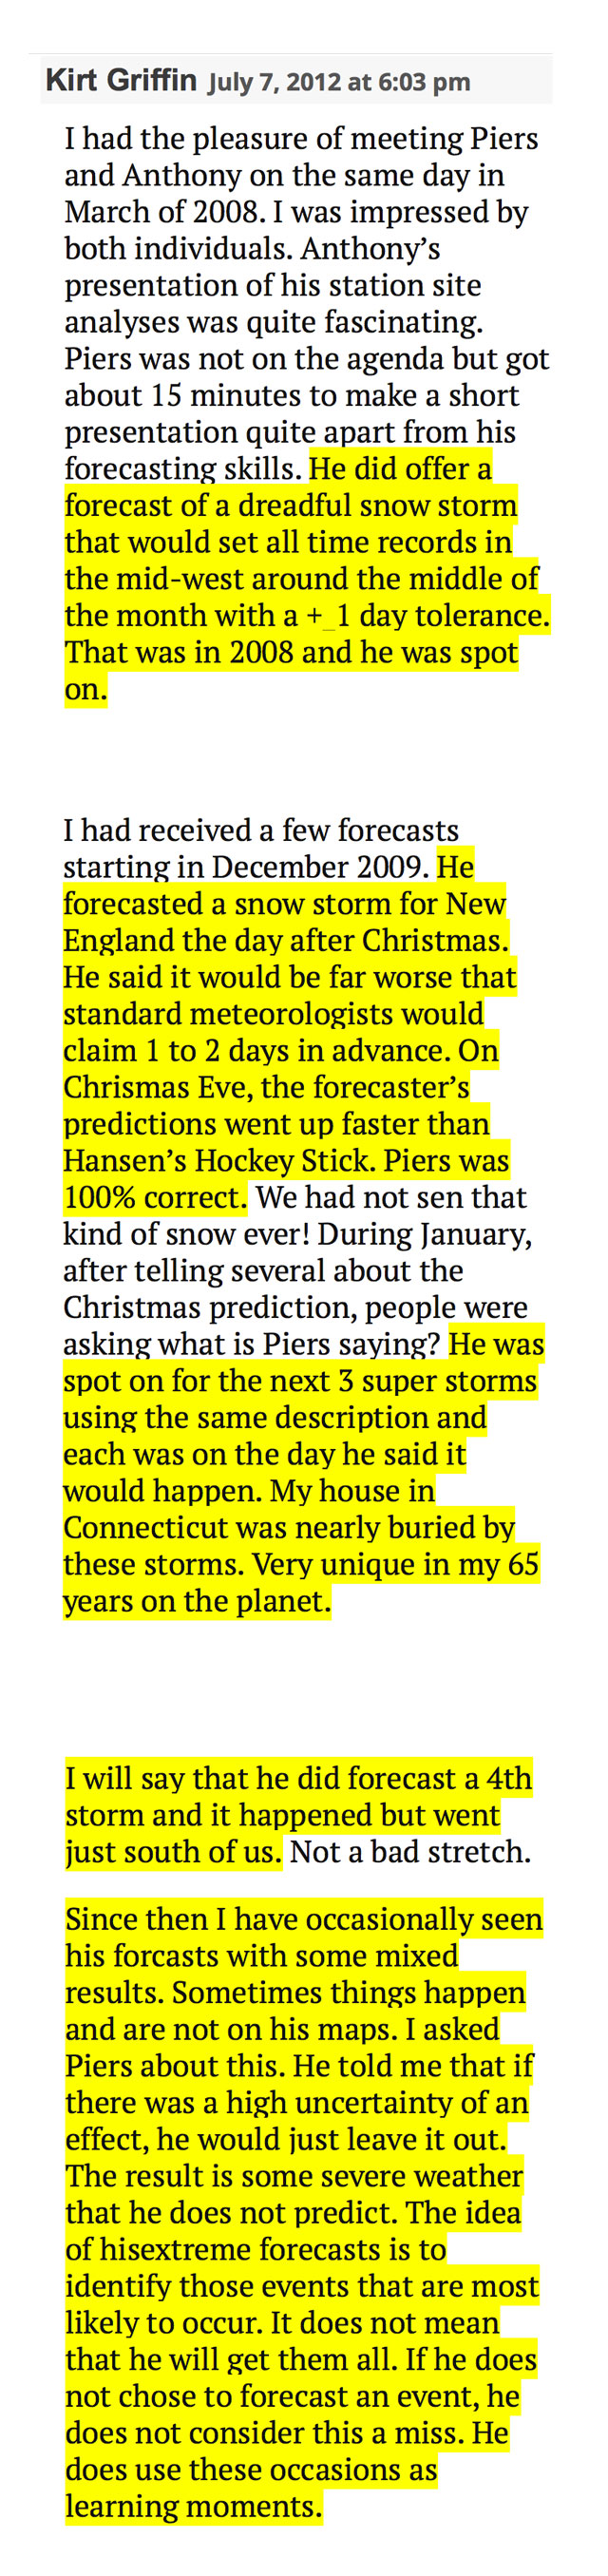 Kirt Griffin July 7, 2012 at 6:03 pm
I had the pleasure of meeting Piers
and Anthony on the same day in
March of 2008. I was impressed by
both individuals. Anthony’s
presentation of his station site
analyses was quite fascinating.
Piers was not on the agenda but got
about 15 minutes to make a short
presentation quite apart from his
forecasting skills. He did offer a
forecast of a dreadful snow storm
that would set all time records in
the mid-west around the middle of
the month with a +_1 day tolerance.
That was in 2008 and he was spot
on.
I had received a few forecasts
starting in December 2009. He
forecasted a snow storm for New
England the day after Christmas.
He said it would be far worse that
standard meteorologists would
claim 1 to 2 days in advance. On
Chrismas Eve, the forecaster’s
predictions went up faster than
Hansen’s Hockey Stick. Piers was
100% correct. We had not sen that
kind of snow ever! During January,
after telling several about the
Christmas prediction, people were
asking what is Piers saying? He was
spot on for the next 3 super storms
using the same description and
each was on the day he said it
would happen. My house in
Connecticut was nearly buried by
these storms. Very unique in my 65
years on the planet.
I will say that he did forecast a 4th
storm and it happened but went
just south of us. Not a bad stretch.
Since then I have occasionally seen
his forcasts with some mixed
results. Sometimes things happen
and are not on his maps. I asked
Piers about this. He told me that if
there was a high uncertainty of an
effect, he would just leave it out.
The result is some severe weather
that he does not predict. The idea
of hisextreme forecasts is to
identify those events that are most
likely to occur. It does not mean
that he will get them all. If he does
not chose to forecast an event, he
does not consider this a miss. He
does use these occasions as
learning moments.